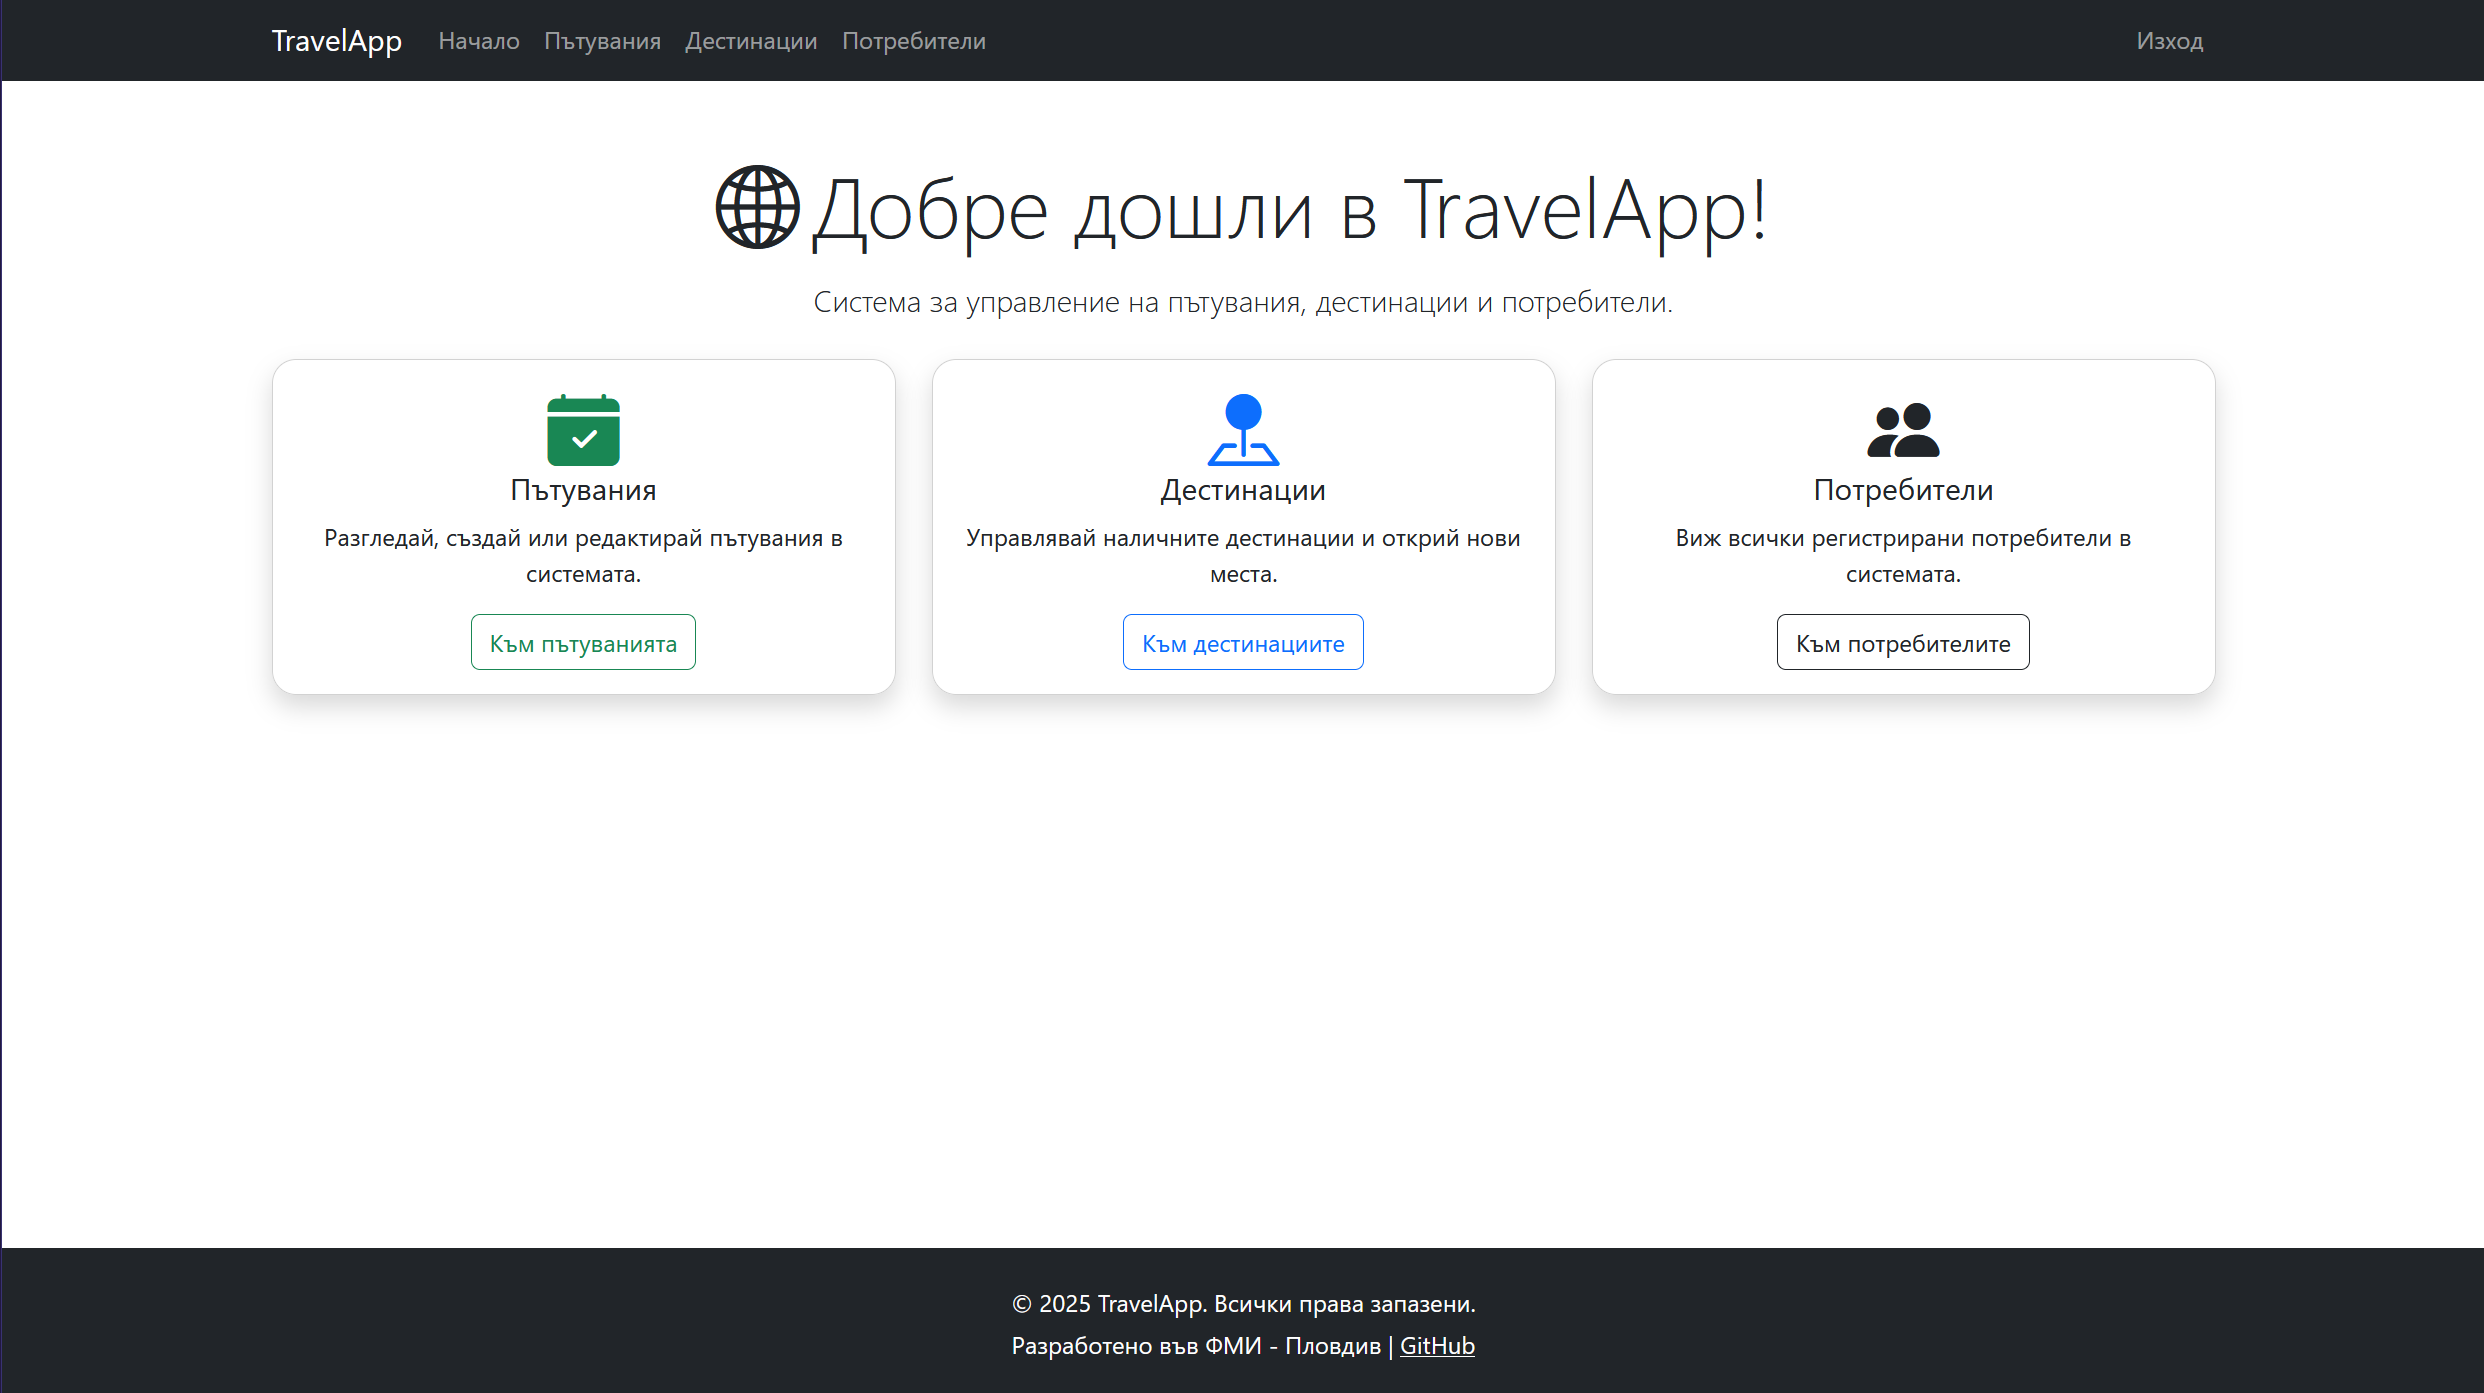 TravelApp Начало Пътувания Дестинации Потребители Изход
Добре дошли в TravelApp!
Система за управление на пътувания, дестинации и потребители.
Пътувания
Разгледай, създай или редактирай пътувания в
системата.
Към пътуванията
Дестинации
Управлявай наличните дестинации и открий нови
места.
Към дестинациите
Потребители
Виж всички регистрирани потребители в
системата.
Към потребителите
© 2025 TravelApp. Всички права запазени.
Разработено във ФМИ - Пловдив | GitHub